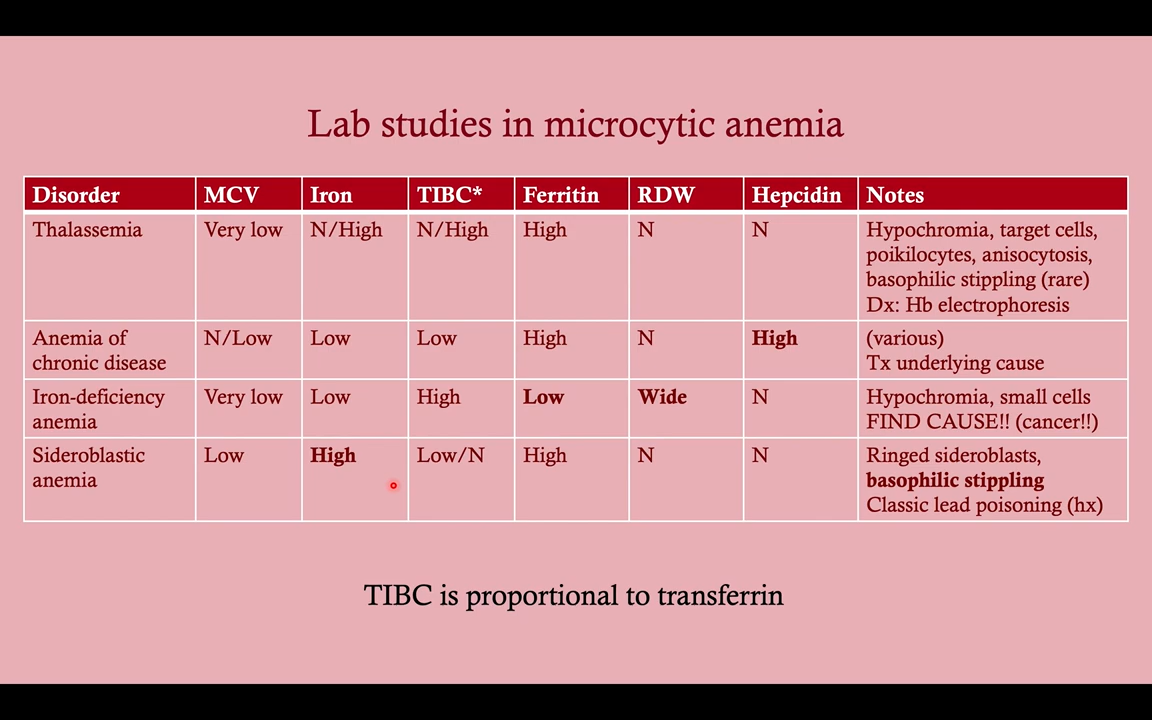 Lab studies in microcytic anemia
Disorder MCV Iron TIBC* Ferritin RDW Hepcidin Notes
Thalassemia Very low N/High N/High High N N Hypochromia, target cells,
poikilocytes, anisocytosis,
basophilic stippling (rare)
Dx: Hb electrophoresis
Anemia of N/Low Low Low High N High (various)
chronic disease Tx underlying cause
Iron-deficiency Very low Low High Low Wide N Hypochromia, small cells
anemia FIND CAUSE!! (cancer!!)
Sideroblastic Low High Low/N High N N Ringed sideroblasts,
anemia basophilic stippling
Classic lead poisoning (hx)
TIBC is proportional to transferrin